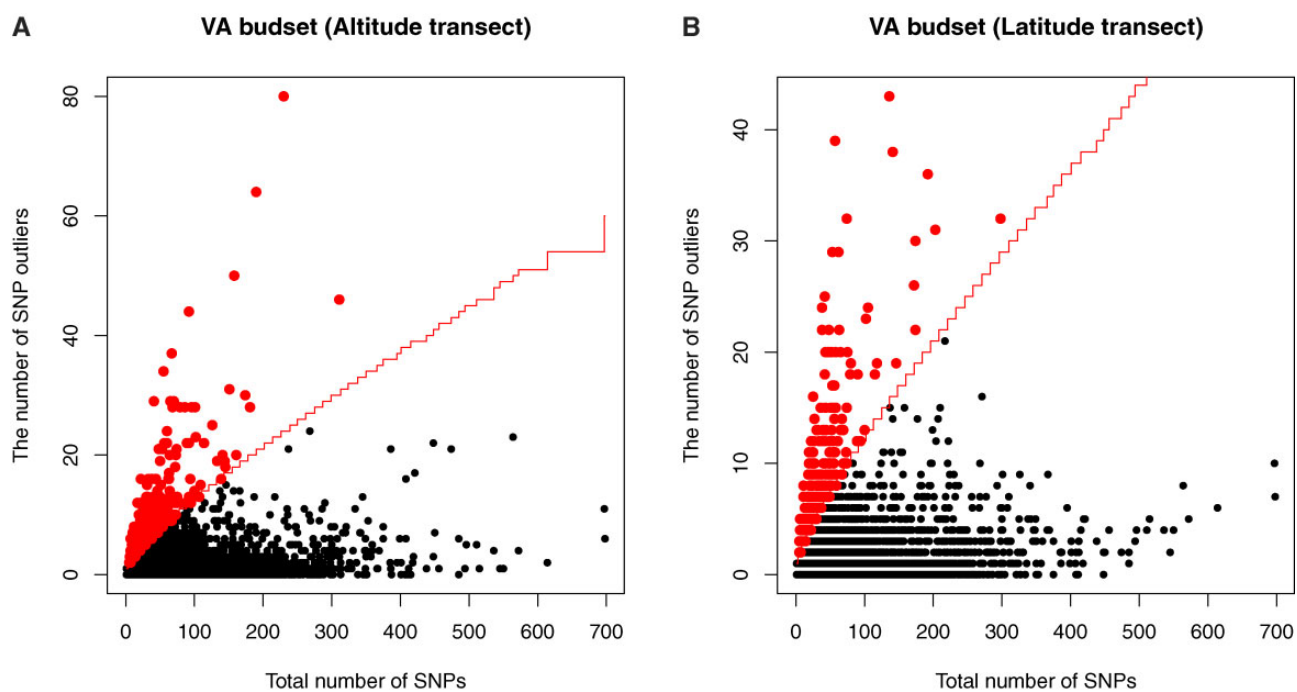 A
VA budset (Altitude transect)
The number of SNP outliers
80
60
40
20
0
0 100 200 300 400 500 600 700
Total number of SNPs
B
VA budset (Latitude transect)
The number of SNP outliers
40
30
20
10
0
0 100 200 300 400 500 600 700
Total number of SNPs